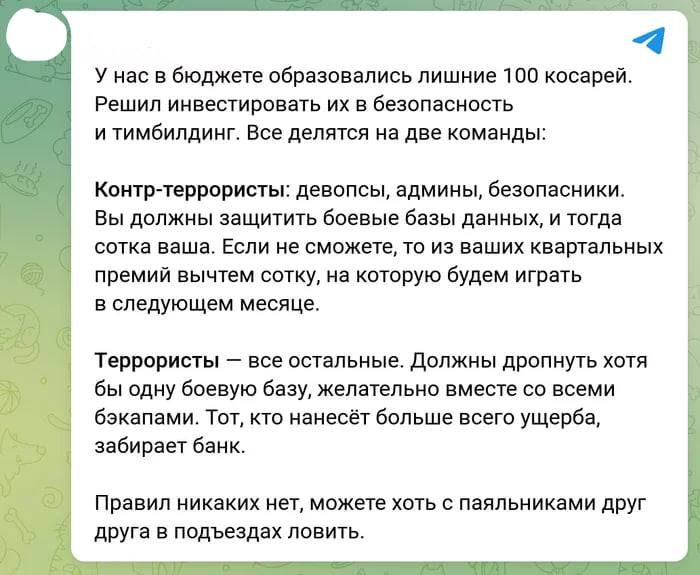 У нас в бюджете образовались лишние 100 косарей.
Решил инвестировать их в безопасность
и тимбилдинг. Все делятся на две команды:
Контр-террористы: девопсы, админы, безопасники.
Вы должны защитить боевые базы данных, и тогда
сотка ваша. Если не сможете, то из ваших квартальных
премий вычтем сотку, на которую будем играть
в следующем месяце.
Террористы — все остальные. Должны дропнуть хотя
бы одну боевую базу, желательно вместе со всеми
бэкапами. Тот, кто нанесёт больше всего ущерба,
забирает банк.
Правил никаких нет, можете хоть с паяльниками друг
друга в подъездах ловить.